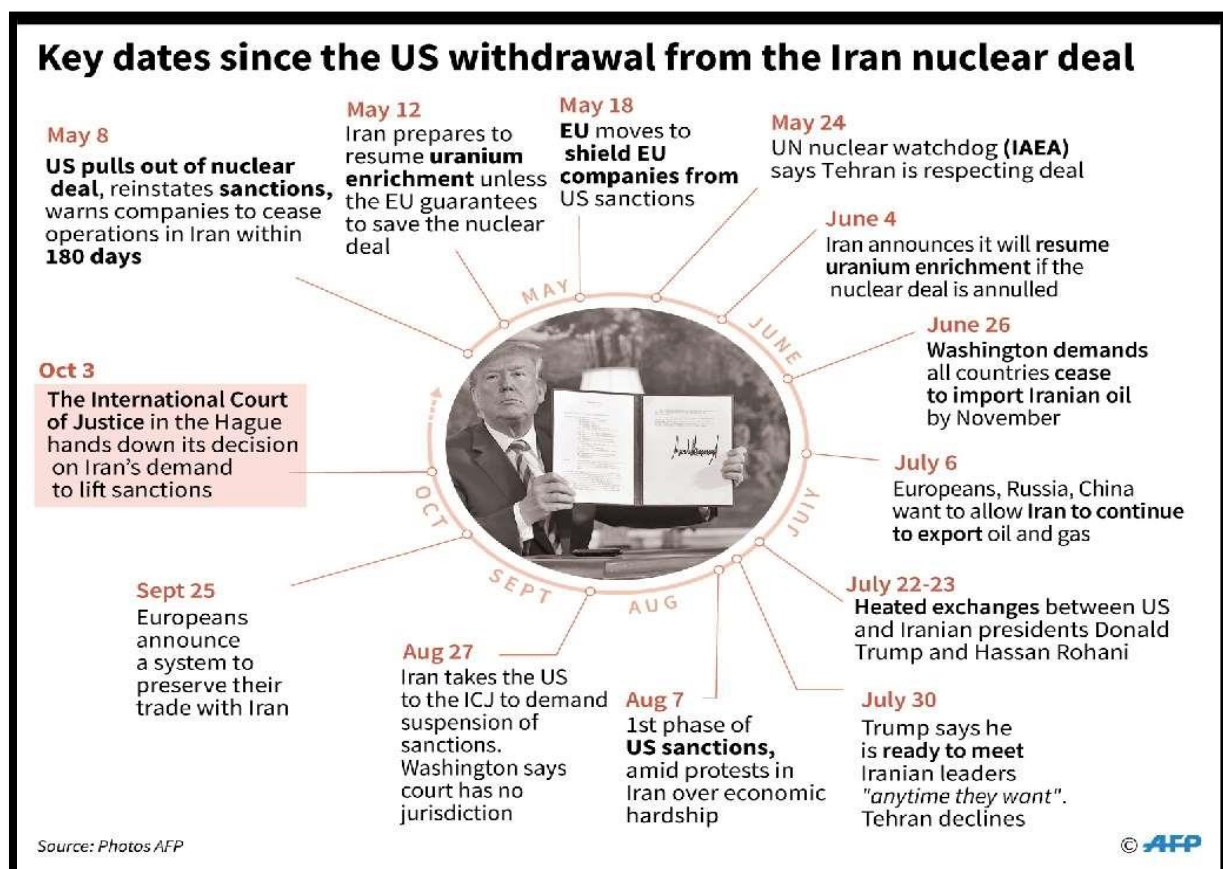 Key dates since the US withdrawal from the Iran nuclear deal
May 8
US pulls out of nuclear
deal, reinstates sanctions,
warns companies to cease
operations in Iran within
180 days
May 12
Iran prepares to
resume uranium
enrichment unless
the EU guarantees
to save the nuclear
deal
May 18
EU moves to
shield EU
companies from
US sanctions
May 24
UN nuclear watchdog (IAEA)
says Tehran is respecting deal
June 4
Iran announces it will resume
uranium enrichment if the
nuclear deal is annulled
June 26
Washington demands
all countries cease
to import Iranian oil
by November
July 6
Europeans, Russia, China
want to allow Iran to continue
to export oil and gas
July 22-23
Heated exchanges between US
and Iranian presidents Donald
Trump and Hassan Rohani
July 30
Trump says he
is ready to meet
Iranian leaders
"anytime they want".
Tehran declines
Aug 7
1st phase of
US sanctions,
amid protests in
Iran over economic
hardship
Aug 27
Iran takes the US
to the ICJ to demand
suspension of
sanctions.
Washington says
court has no
jurisdiction
Sept 25
Europeans
announce
a system to
preserve their
trade with Iran
Oct 3
The International Court
of Justice in the Hague
hands down its decision
on Iran's demand
to lift sanctions
MAY
JUNE
JUIY
AUG
SEPT
OCT
Source: Photos AFP
© AFP